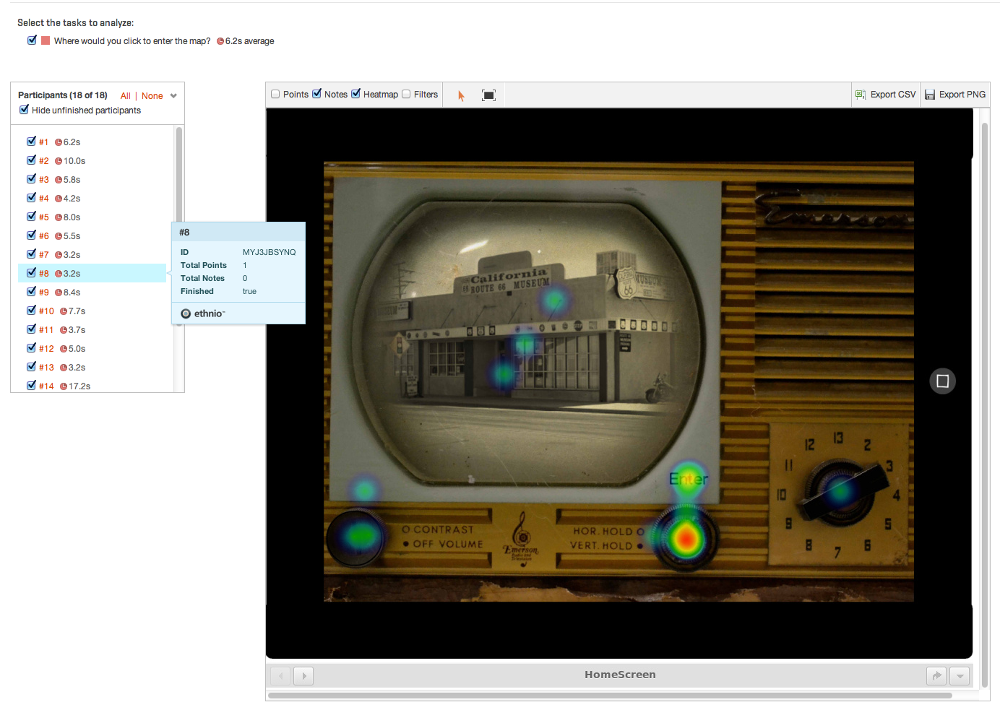 Select the tasks to analyze:
Where would you click to enter the map? 6.2s average
Participants (18 of 18) All | None
Hide unfinished participants
#1 6.2s
#2 10.0s
#3 5.8s
#4 4.2s
#5 8.0s
#6 5.5s
#7 3.2s
#8 3.2s
#9 8.4s
#10 7.7s
#11 3.7s
#12 5.0s
#13 3.2s
#14 17.2s
#8
ID MYJ3JBSYNQ
Total Points 1
Total Notes 0
Finished true
ethnio™
Points Notes Heatmap Filters Export CSV Export PNG
California
ROUTE 66 MUSEUM
MUSEUM
66
Enter
CONTRAST
OFF VOLUME
Emerson
HOR. HOLD
VERT. HOLD
13
12 2
11 3
10 4
9 5
8 6
7
HomeScreen